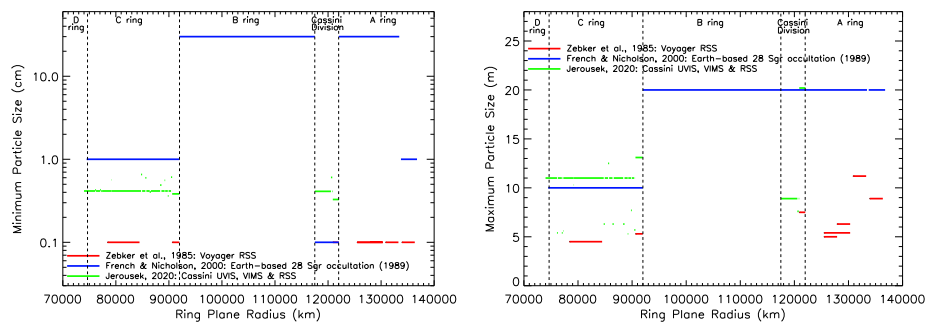 D ring
C ring
B ring
Cassini Division
A ring
Minimum Particle Size (cm)
10.0
1.0
0.1
Zebker et al., 1985: Voyager RSS
French & Nicholson, 2000: Earth-based 28 Sgr occultation (1989)
Jerousek, 2020: Cassini UVIS, VIMS & RSS
70000 80000 90000 100000 110000 120000 130000 140000
Ring Plane Radius (km)
D ring
C ring
B ring
Cassini Division
A ring
Zebker et al., 1985: Voyager RSS
French & Nicholson, 2000: Earth-based 28 Sgr occultation (1989)
Jerousek, 2020: Cassini UVIS, VIMS & RSS
Maximum Particle Size (m)
25
20
15
10
5
0
70000 80000 90000 100000 110000 120000 130000 140000
Ring Plane Radius (km)